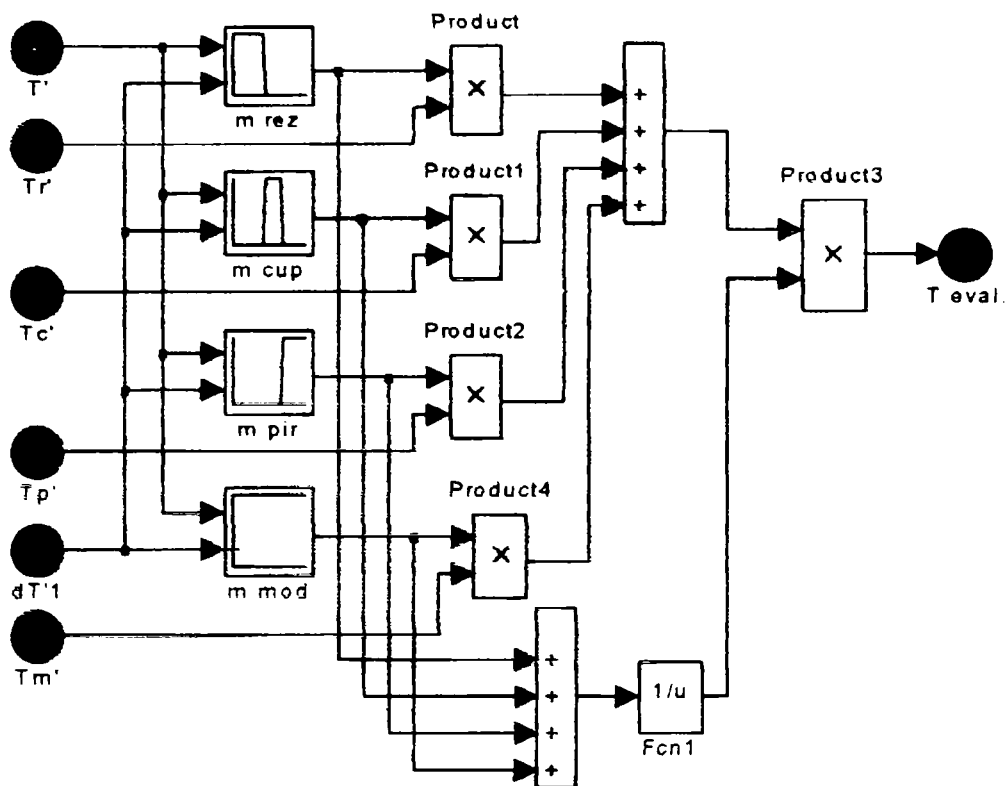 Product
T'
m rez
×
+
+
+
+
Tr'
Product1
Product3
m cup
×
×
T eval.
Tc'
Product2
m pir
×
Tp'
Product4
×
dT'1
m mod
Tm'
+
+
+
+
1/u
Fcn1